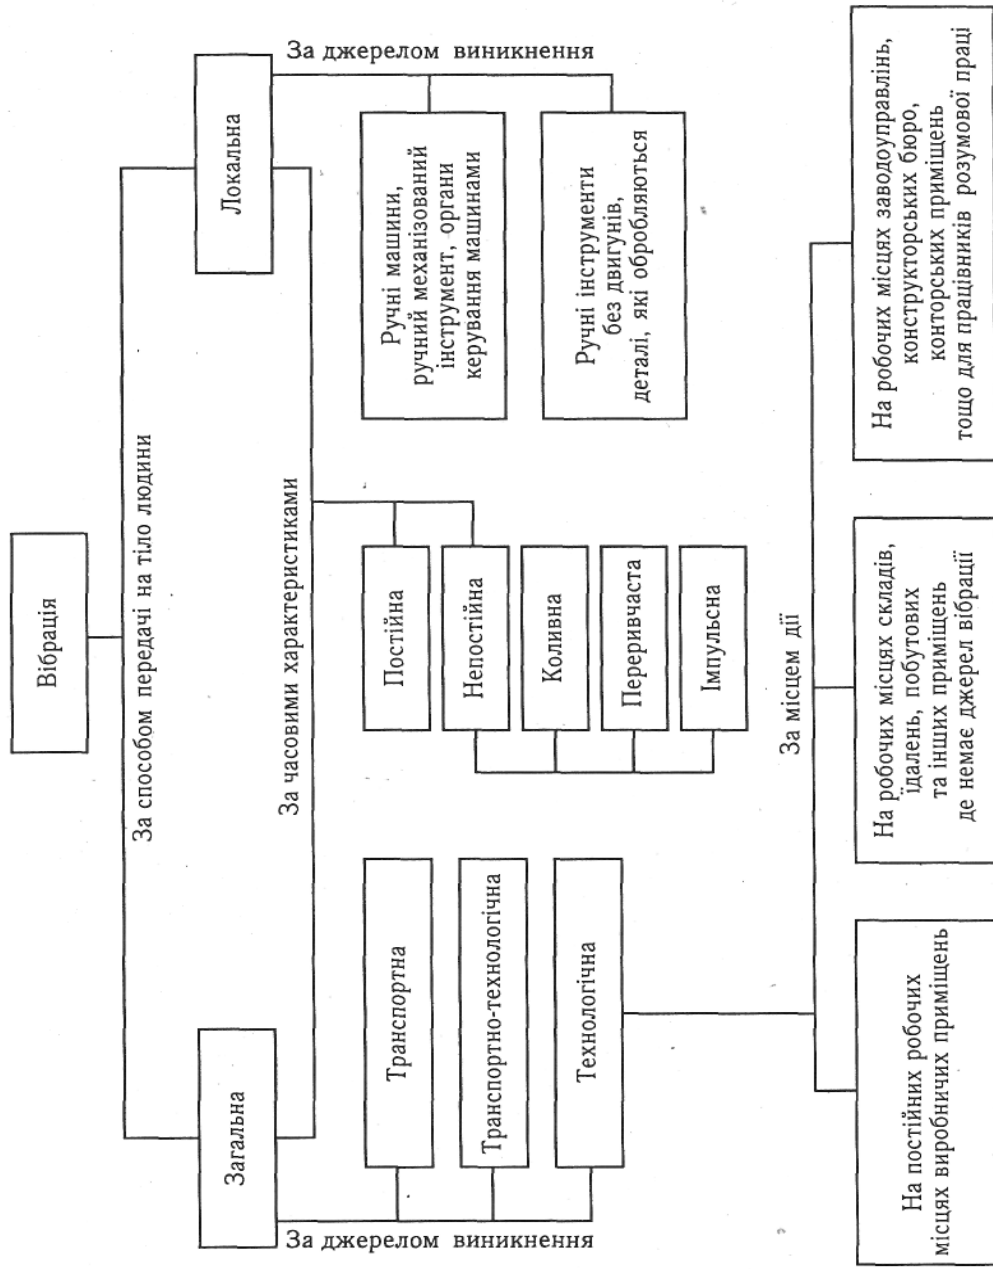 Вібрація
За способом передачі на тіло людини
Загальна
Локальна
За часовими характеристиками
За джерелом виникнення
Транспортна
Транспортно-технологічна
Технологічна
Постійна
Непостійна
Коливна
Переривчаста
Імпульсна
За джерелом виникнення
Ручні машини,
ручний механізований
інструмент, органи
керування машинами
Ручні інструменти
без двигунів,
деталі, які обробляються
За місцем дії
На постійних робочих
місцях виробничих приміщень
На робочих місцях складів,
їдалень, побутових
та інших приміщень
де немає джерел вібрації
На робочих місцях заводоуправлінь,
конструкторських бюро,
конторських приміщень
тощо для працівників розумової праці